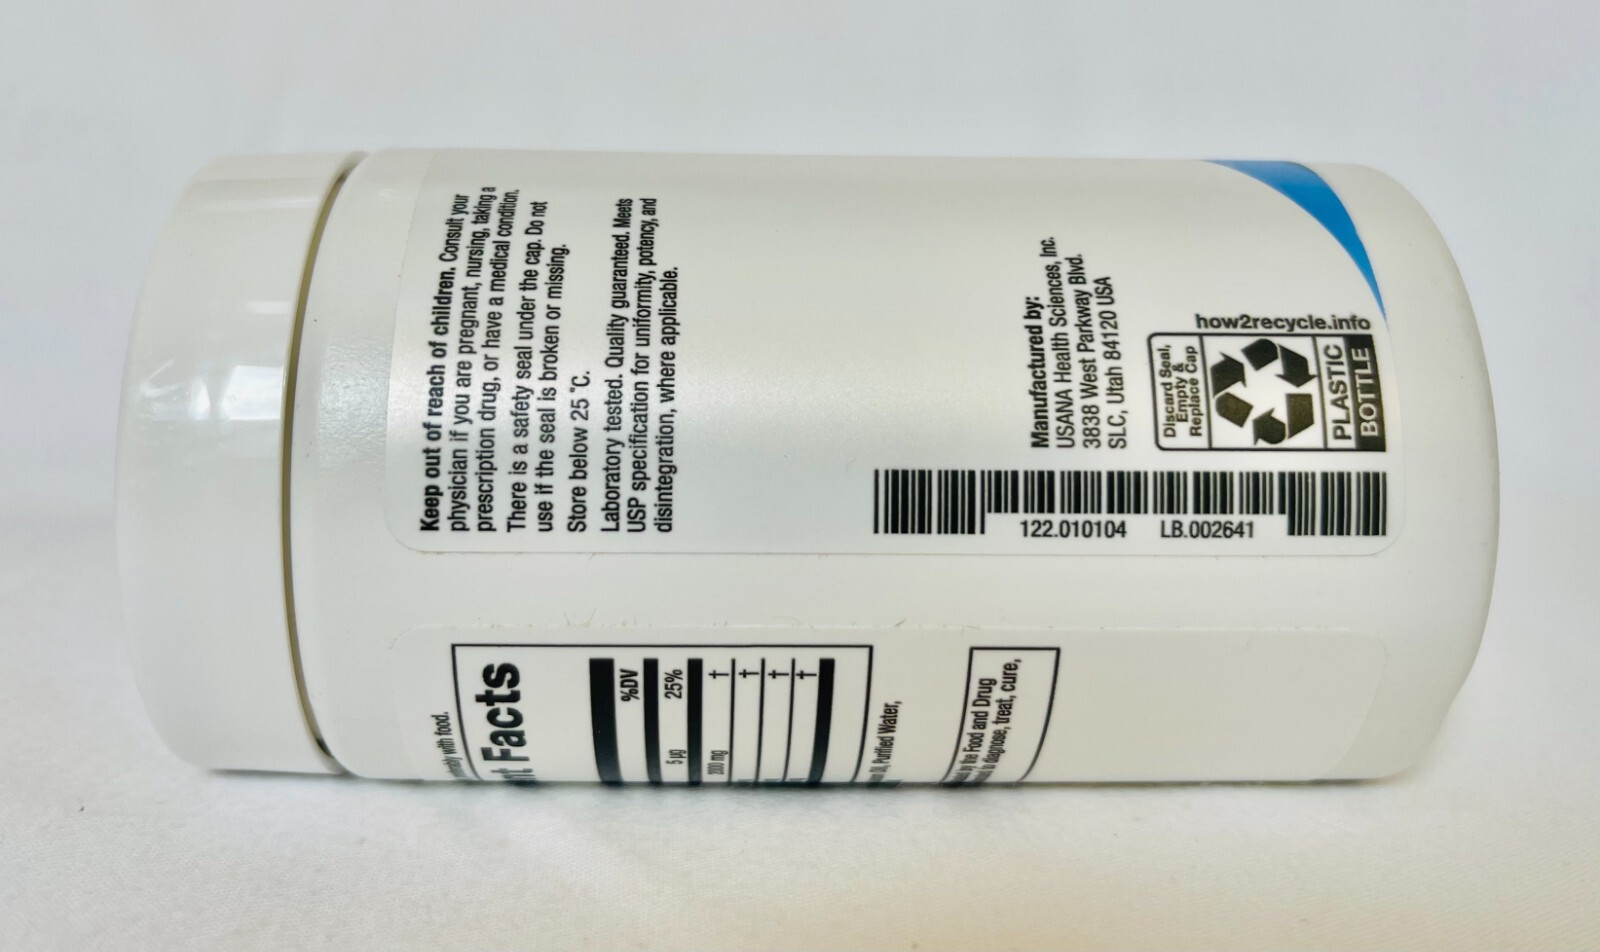 Keep out of reach of children. Consult your
physician if you are pregnant, nursing, taking a
prescription drug, or have a medical condition.
There is a safety seal under the cap. Do not
use if the seal is broken or missing.
Store below 25 °C.
Laboratory tested. Quality guaranteed. Meets
USP specification for uniformity, potency, and
disintegration, where applicable.
Manufactured by:
USANA Health Sciences, Inc.
3838 West Parkway Blvd.
SLC, Utah 84120 USA
how2recycle.info
Discard Seal,
Empty &
Replace Cap
PLASTIC
BOTTLE
122.010104 LB.002641
with food.
Facts
%DV
5 µg 25%
2000 mg †
†
†
†
Purified Water,
by the Food and Drug
to diagnose, treat, cure,